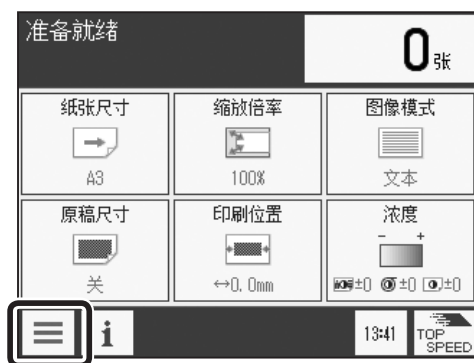 准备就绪
0张
纸张尺寸
A3
缩放倍率
100%
图像模式
文本
原稿尺寸
关
印刷位置
↔0. 0mm
浓度
- +
±0 ±0 ±0
i
13:41
TOP
SPEED